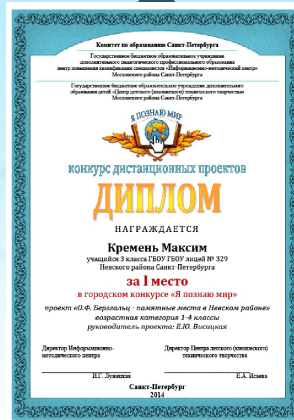 Комитет по образованию Санкт-Петербурга
Государственное бюджетное образовательное учреждение
дополнительного педагогического профессионального образования
центр повышения квалификации специалистов «Информационно-методический центр»
Московского района Санкт-Петербурга
Государственное бюджетное образовательное учреждение дополнительного
образования детей «Центр детского (юношеского) технического творчества»
Московского района Санкт-Петербурга
Я ПОЗНАЮ МИР
конкурс дистанционных проектов
ДИПЛОМ
НАГРАЖДАЕТСЯ
Кремень Максим
учащийся 3 класса ГБОУ ГБОУ лицей № 329
Невского района Санкт-Петербурга
за I место
в городском конкурсе «Я познаю мир»
проект «О.Ф. Берггольц - памятные места в Невском районе»
возрастная категория 1-4 классы
руководитель проекта: Е.Ю. Висицкая
Директор Информационно-
методического центра
Директор Центра детского (юношеского)
технического творчества
И.Г. Лужецкая
Е.А. Исаева
Санкт-Петербург
2014